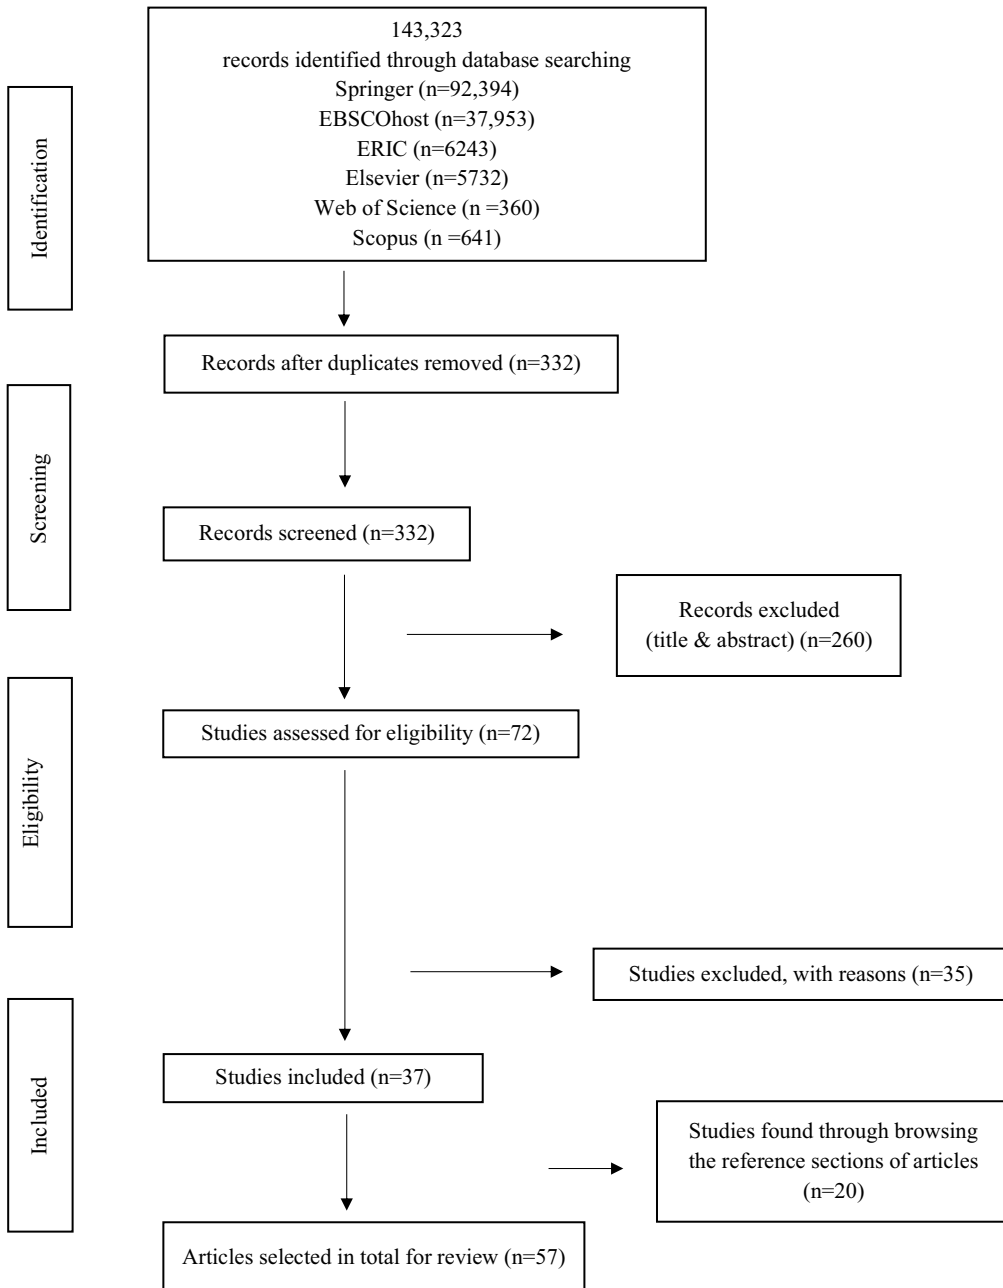 143,323
records identified through database searching
Springer (n=92,394)
EBSCOhost (n=37,953)
ERIC (n=6243)
Elsevier (n=5732)
Web of Science (n =360)
Scopus (n =641)
Identification
Records after duplicates removed (n=332)
Screening
Records screened (n=332)
Records excluded
(title & abstract) (n=260)
Eligibility
Studies assessed for eligibility (n=72)
Studies excluded, with reasons (n=35)
Included
Studies included (n=37)
Studies found through browsing
the reference sections of articles
(n=20)
Articles selected in total for review (n=57)